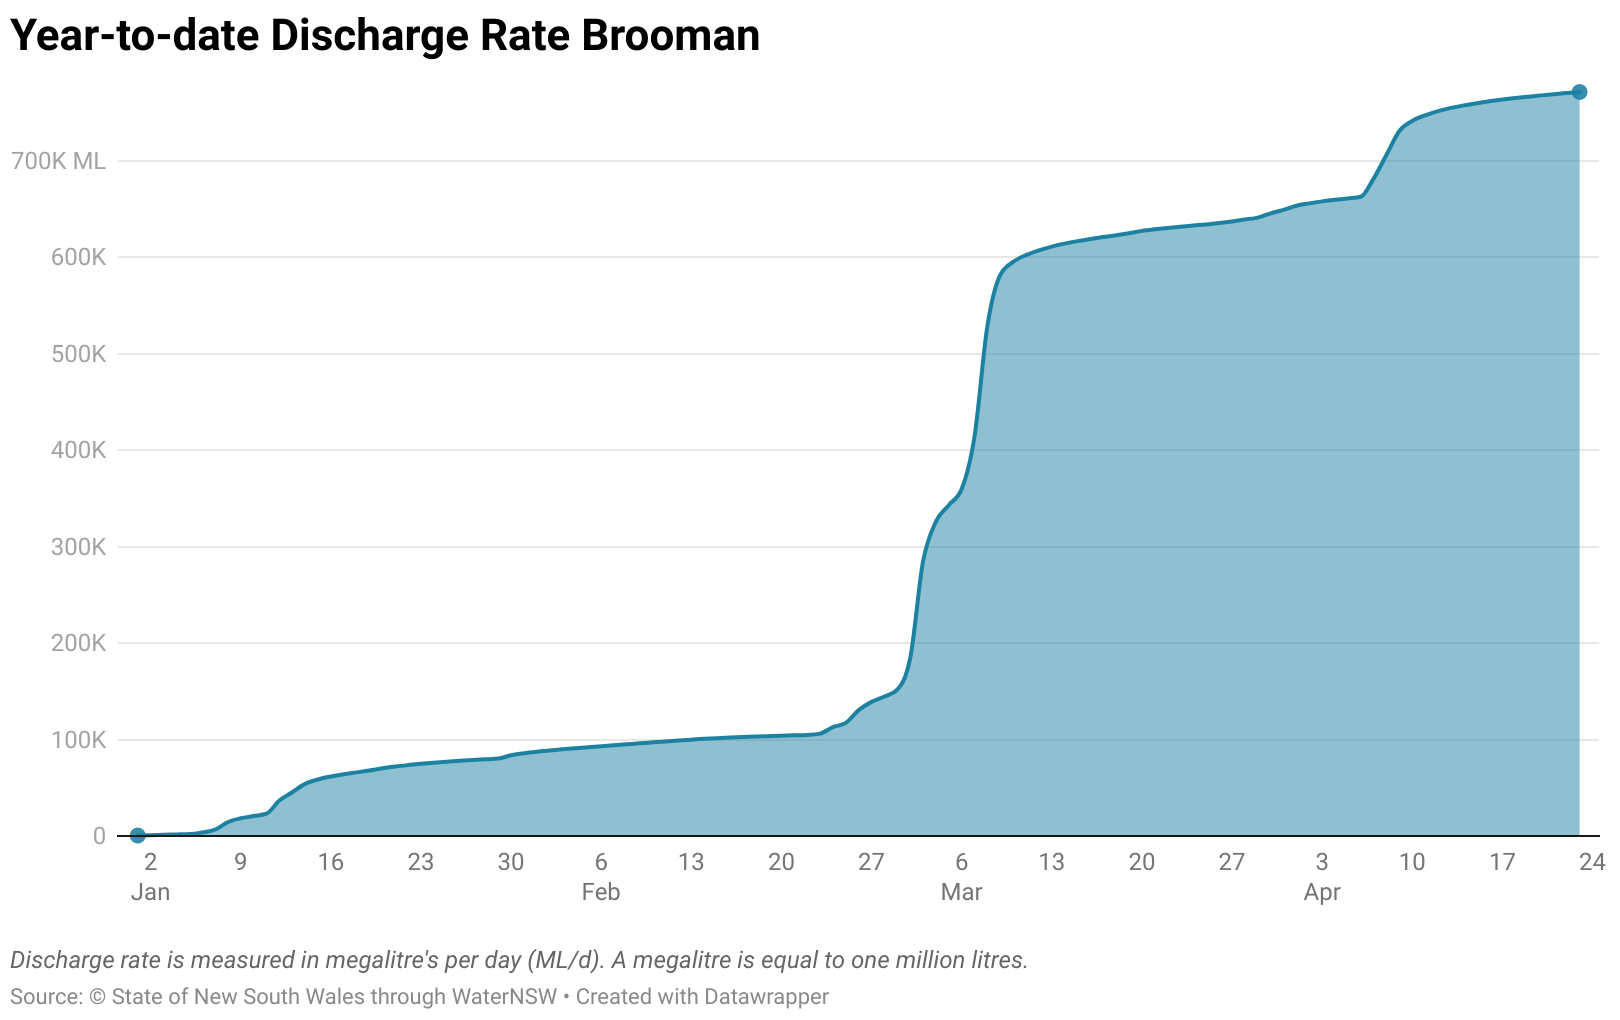 Year-to-date Discharge Rate Brooman
700K ML
600K
500K
400K
300K
200K
100K
0
2 9 16 23 30 6 13 20 27 6 13 20 27 3 10 17 24
Jan Feb Mar Apr
Discharge rate is measured in megalitre's per day (ML/d). A megalitre is equal to one million litres.
Source: © State of New South Wales through WaterNSW • Created with Datawrapper